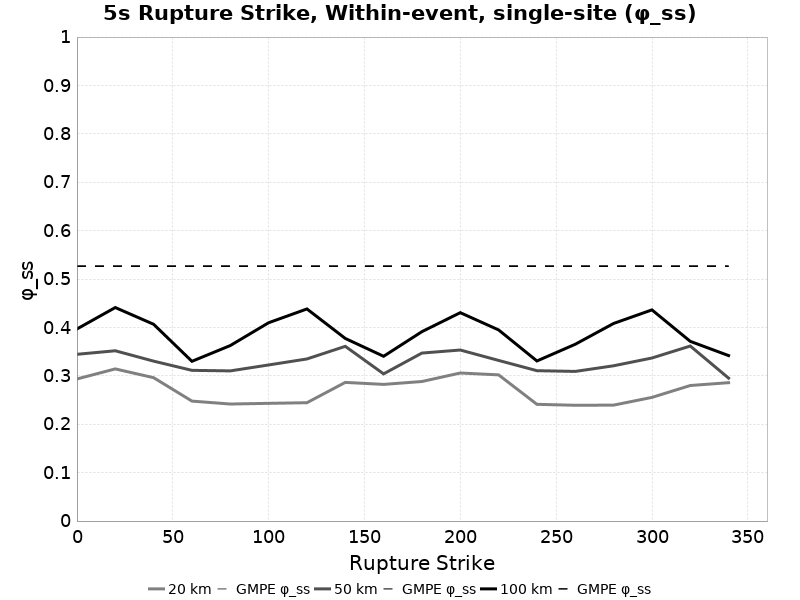 5s Rupture Strike, Within-event, single-site (φ_ss)
1
0.9
0.8
0.7
0.6
0.5
0.4
0.3
0.2
0.1
0
φ_ss
0 50 100 150 200 250 300 350
Rupture Strike
20 km GMPE φ_ss 50 km GMPE φ_ss 100 km GMPE φ_ss